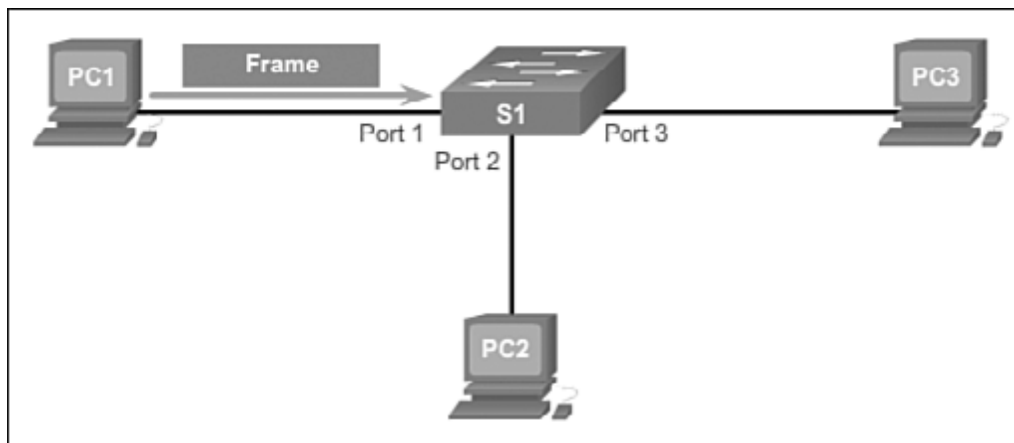 PC1
Frame
S1
PC3
Port 1
Port 3
Port 2
PC2